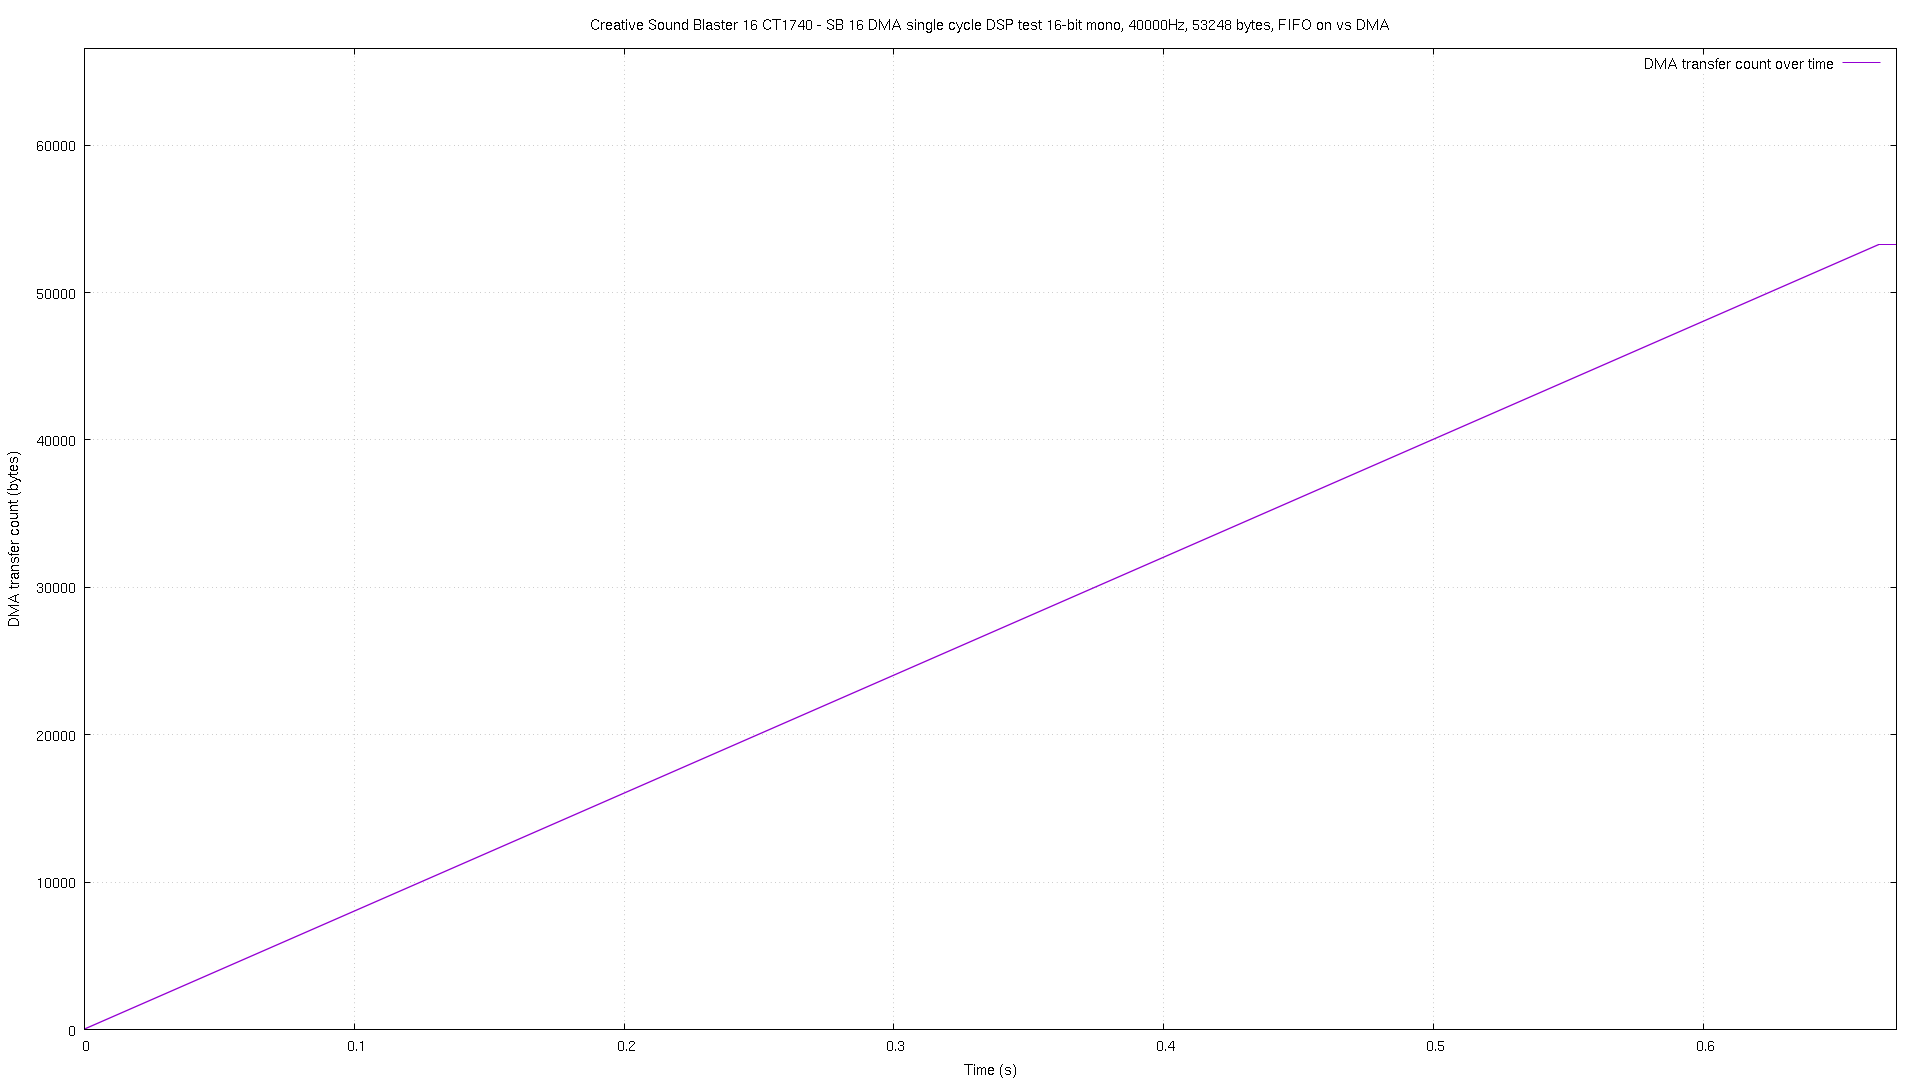 Creative Sound Blaster 16 CT1740 - SB 16 DMA single cycle DSP test 16-bit mono, 40000Hz, 53248 bytes, FIFO on vs DMA
DMA transfer count over time
60000
50000
40000
30000
20000
10000
0
DMA transfer count (bytes)
0 0.1 0.2 0.3 0.4 0.5 0.6
Time (s)